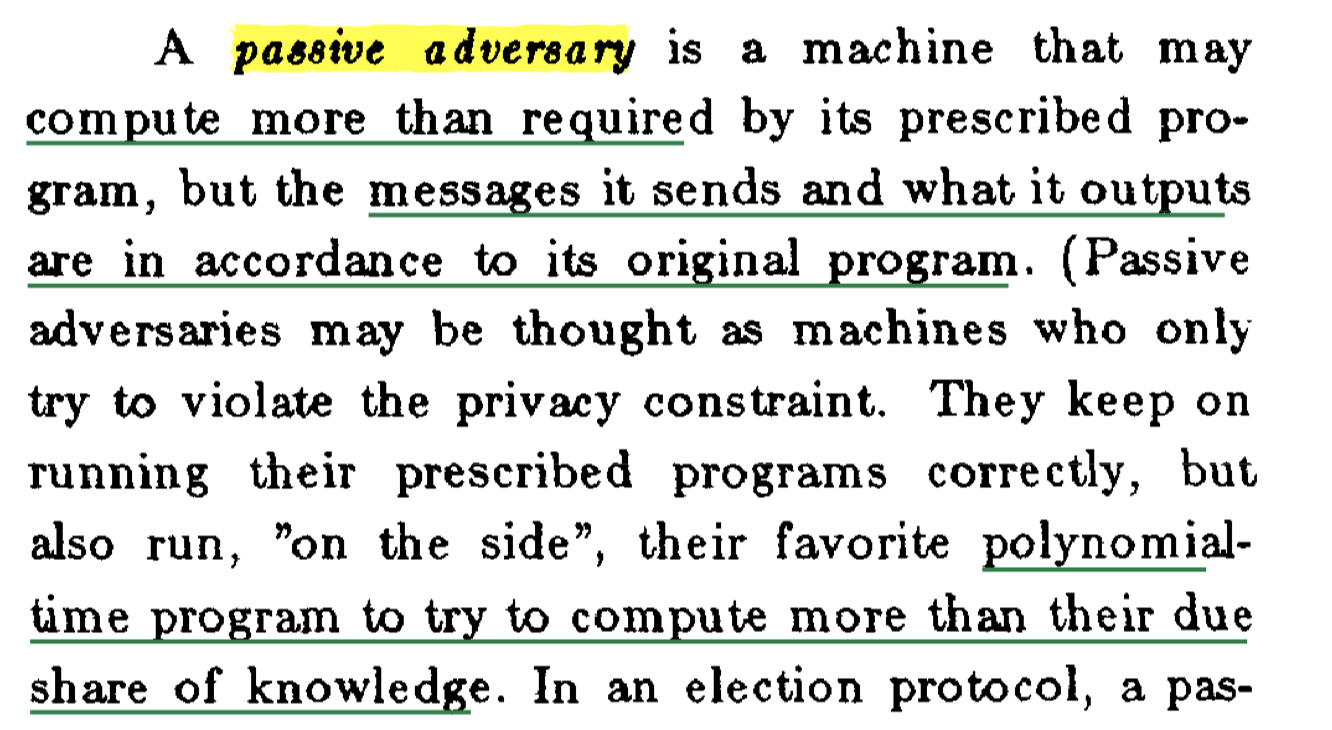 A passive adversary is a machine that may
compute more than required by its prescribed pro-
gram, but the messages it sends and what it outputs
are in accordance to its original program. (Passive
adversaries may be thought as machines who only
try to violate the privacy constraint. They keep on
running their prescribed programs correctly, but
also run, ”on the side”, their favorite polynomial-
time program to try to compute more than their due
share of knowledge. In an election protocol, a pas-